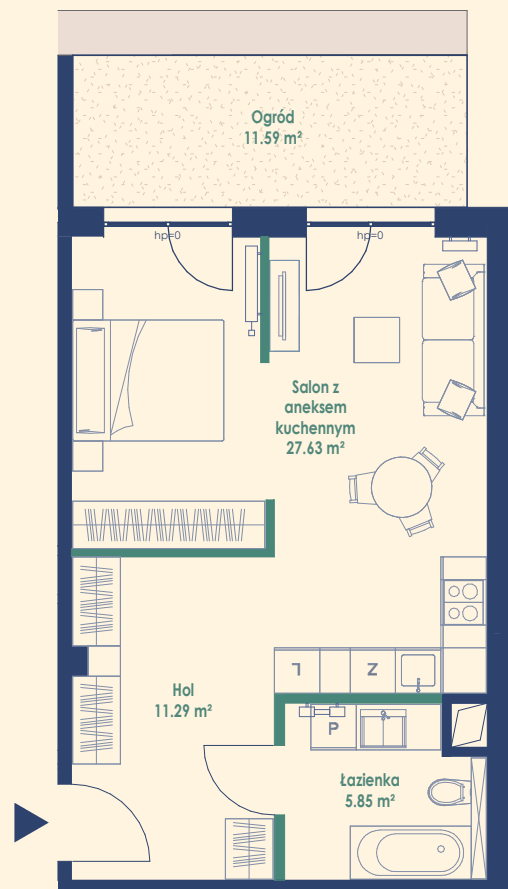 Ogród
11.59 m²
hp=0
hp=0
Salon z
aneksem
kuchennym
27.63 m²
L
Z
Hol
11.29 m²
P
Łazienka
5.85 m²